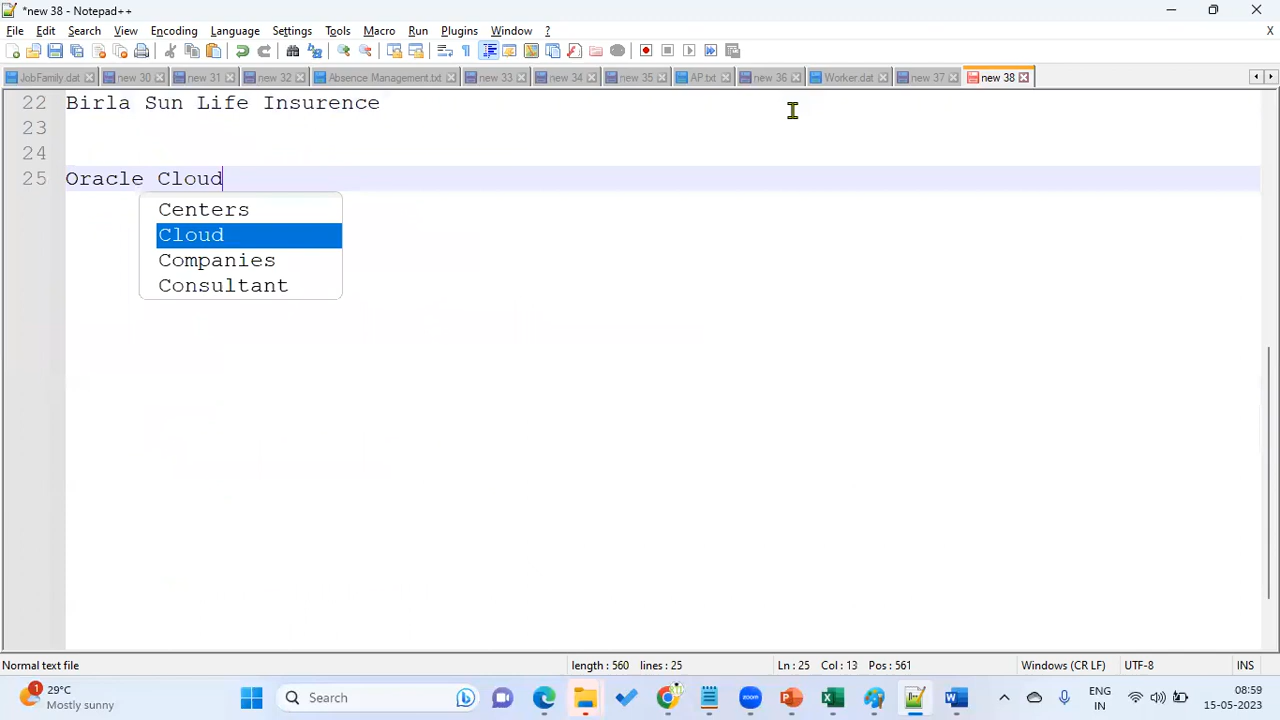 *new 38 - Notepad++
File Edit Search View Encoding Language Settings Tools Macro Run Plugins Window ?
X
JobFamily.dat new 30 new 31 new 32 Absence Management.txt new 33 new 34 new 35 AP.txt new 36 Worker.dat new 37 new 38
22 Birla Sun Life Insurence
23
24
25 Oracle Cloud
Centers
Cloud
Companies
Consultant
Normal text file length : 560 lines : 25 Ln : 25 Col : 13 Pos : 561 Windows (CR LF) UTF-8 INS
1
29°C
Mostly sunny
Search
zoom
ENG
IN
08:59
15-05-2023